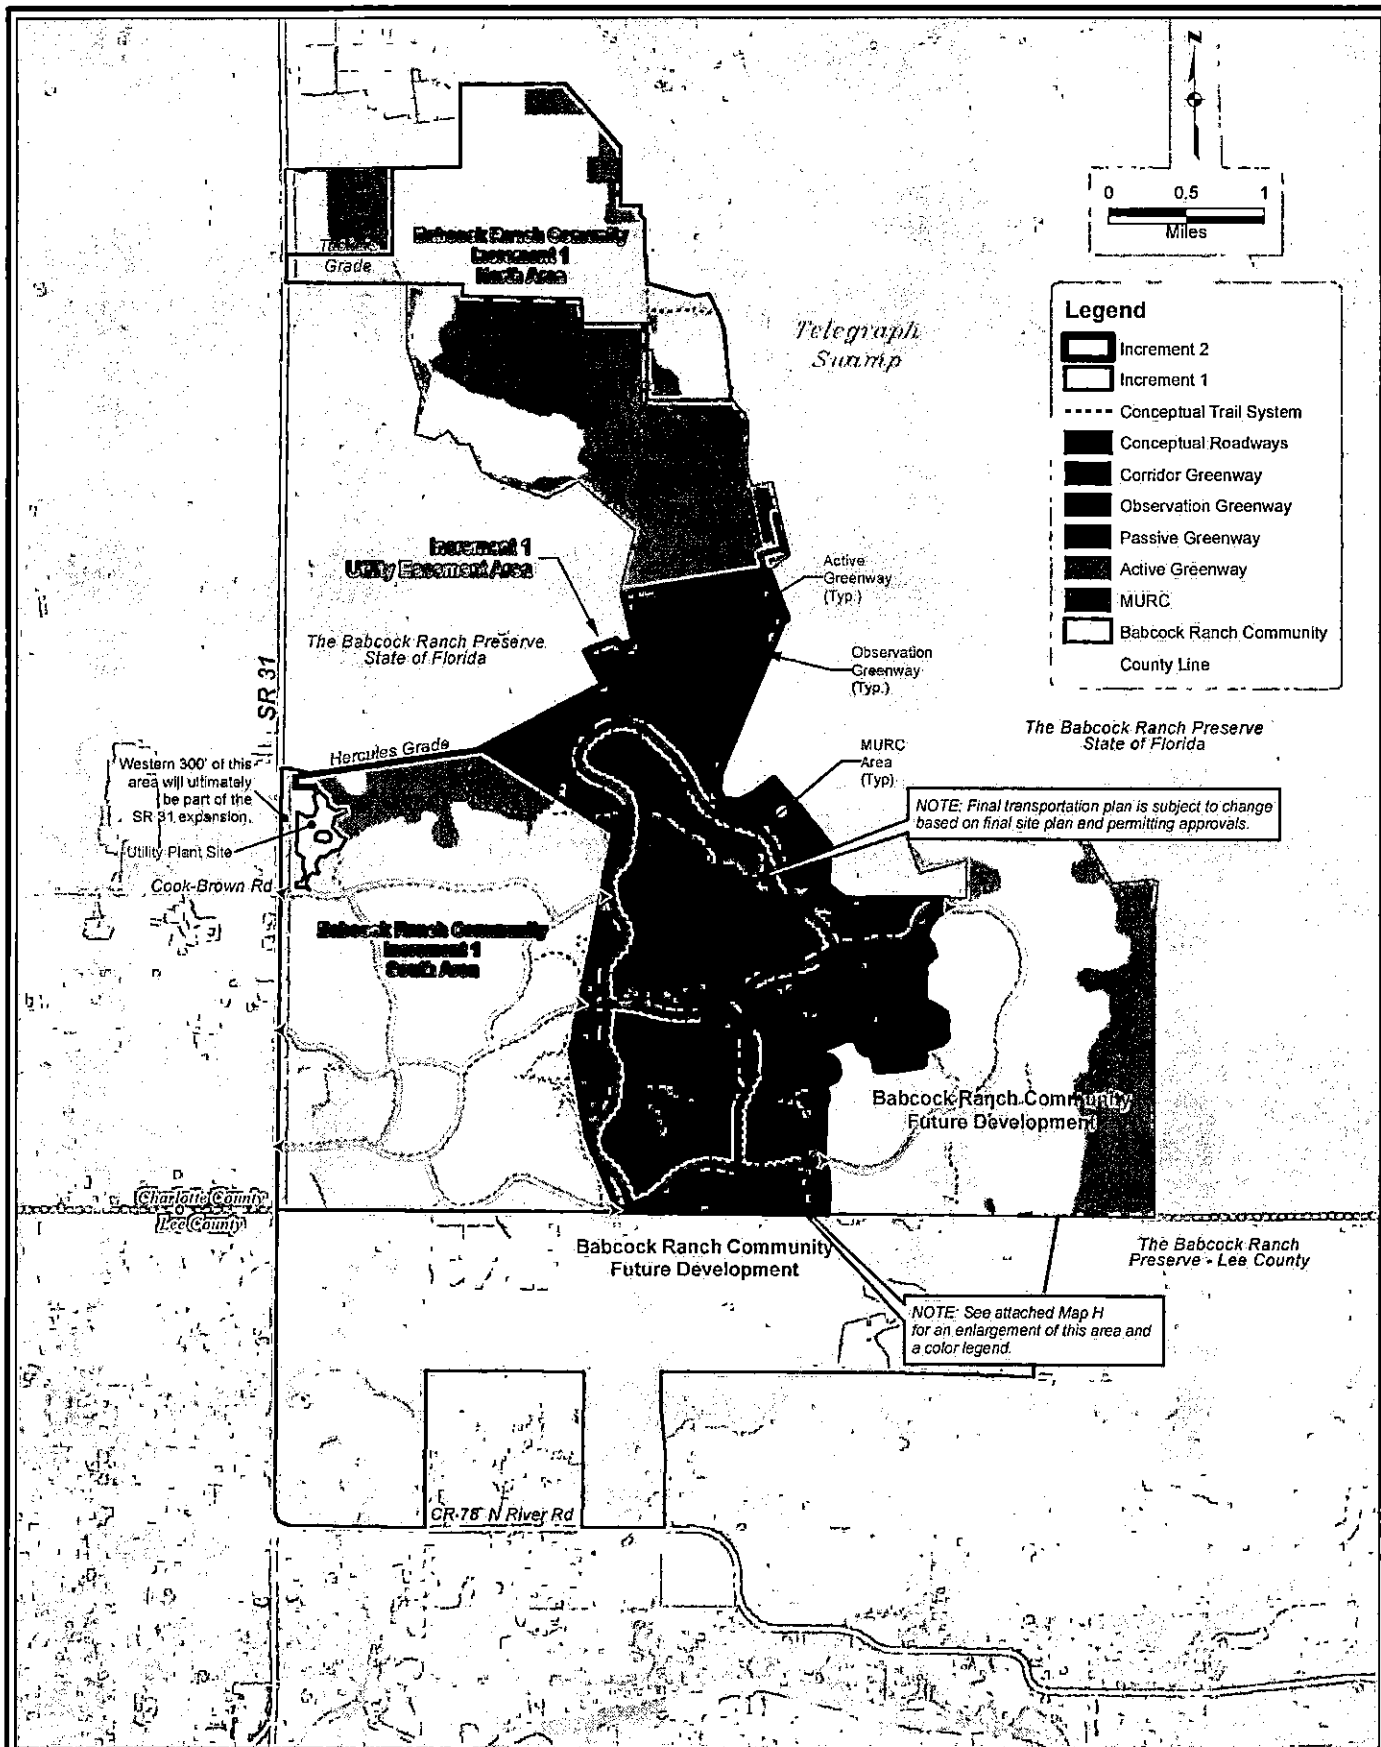 N
0 0.5 1
Miles
Tucker
Grade
Babcock Ranch Community
Increment 1
North Area
Telegraph
Swamp
Legend
Increment 2
Increment 1
Conceptual Trail System
Conceptual Roadways
Corridor Greenway
Observation Greenway
Passive Greenway
Active Greenway
MURC
Babcock Ranch Community
County Line
Increment 1
Utility Easement Area
Active
Greenway
(Typ.)
The Babcock Ranch Preserve
State of Florida
Observation
Greenway
(Typ.)
SR 31
The Babcock Ranch Preserve
State of Florida
Hercules Grade
MURC
Area
(Typ)
Western 300' of this
area will ultimately
be part of the
SR 31 expansion.
NOTE: Final transportation plan is subject to change
based on final site plan and permitting approvals.
Utility Plant Site
Cook-Brown Rd
Babcock Ranch Community
Increment 1
South Area
Babcock Ranch Community
Future Development
Charlotte County
Lee County
Babcock Ranch Community
Future Development
The Babcock Ranch
Preserve - Lee County
NOTE: See attached Map H
for an enlargement of this area and
a color legend.
CR-78 N River Rd